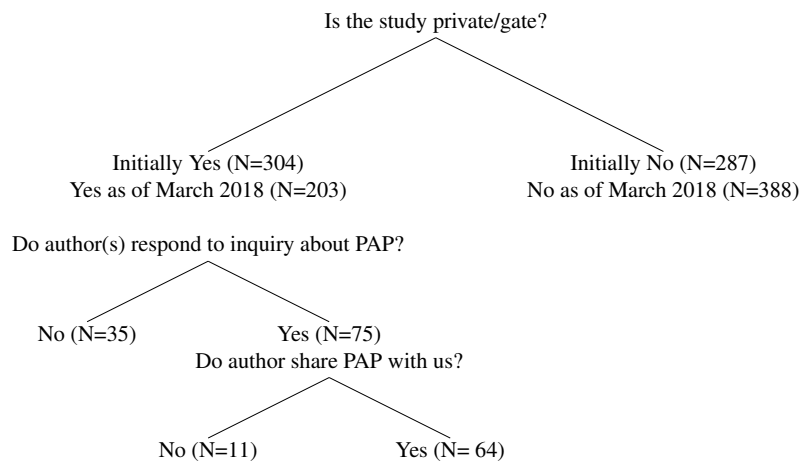 Is the study private/gate?
Initially Yes (N=304)
Yes as of March 2018 (N=203)
Initially No (N=287)
No as of March 2018 (N=388)
Do author(s) respond to inquiry about PAP?
No (N=35)
Yes (N=75)
Do author share PAP with us?
No (N=11)
Yes (N= 64)